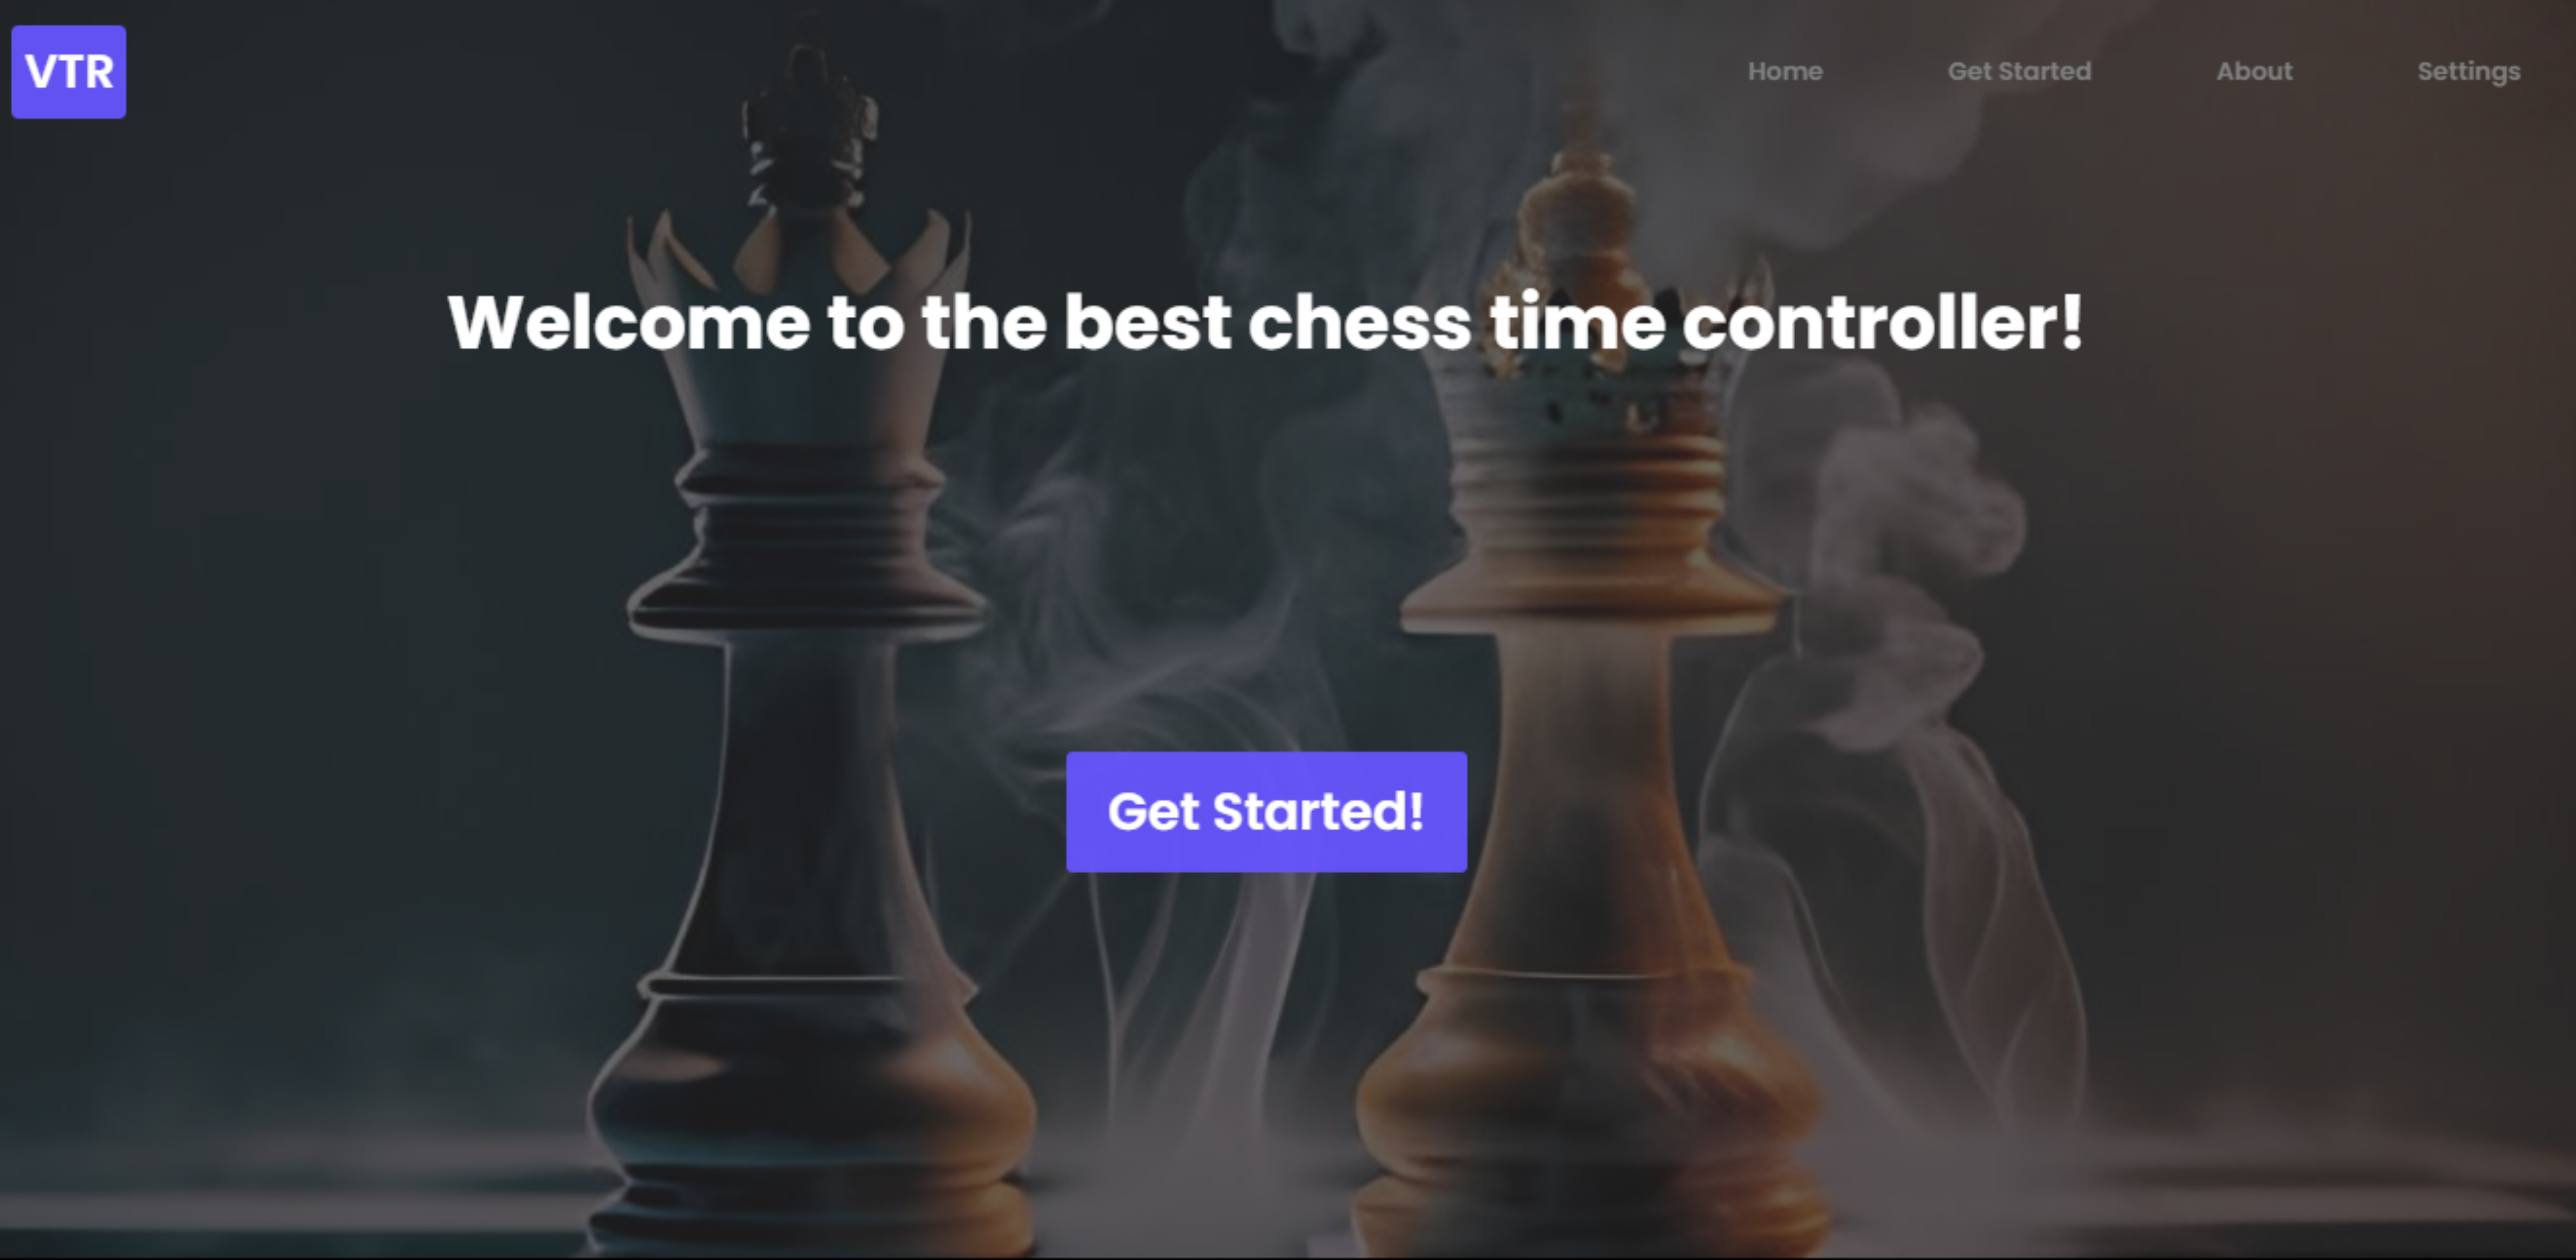 VTR
Home Get Started About Settings
Welcome to the best chess time controller!
Get Started!